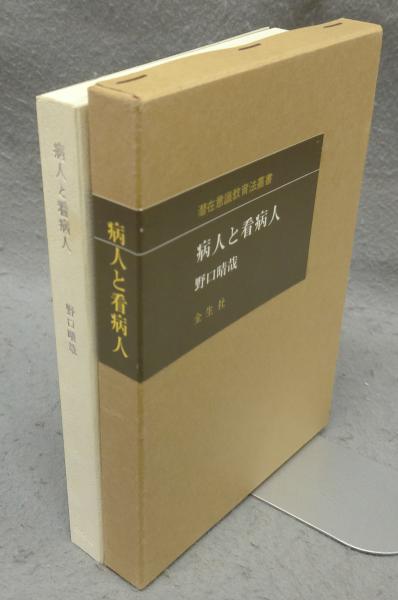 病人と看病人
野口晴哉
病人と看病人
潜在意識教育法叢書
病人と看病人
野口晴哉
全生社